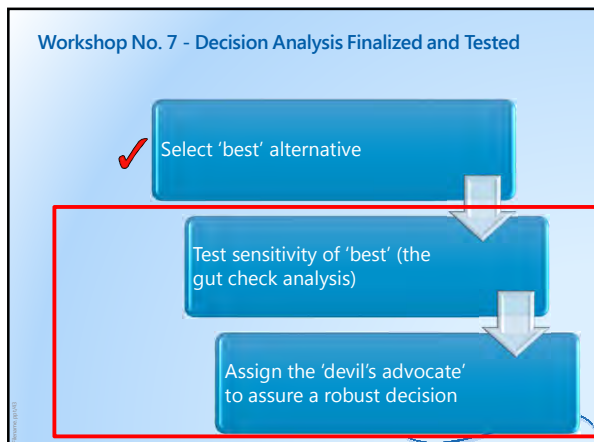 Workshop No. 7 - Decision Analysis Finalized and Tested
Select ‘best’ alternative
Test sensitivity of ‘best’ (the
gut check analysis)
Assign the ‘devil’s advocate’
to assure a robust decision